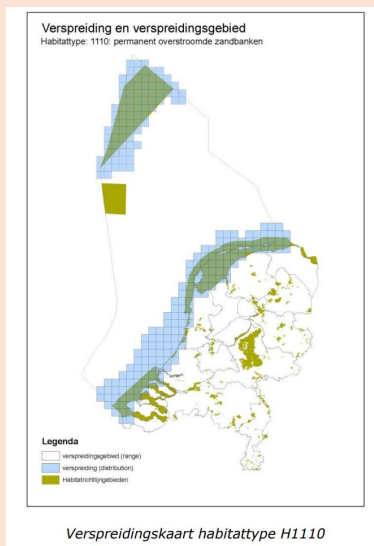 Verspreiding en verspreidingsgebied
Habitattype: 1110: permanent overstroomde zandbanken
Legenda
verspreidingsgebied (range)
verspreiding (distribution)
Habitatrichtlijngebieden
Verspreidingskaart habitattype H1110